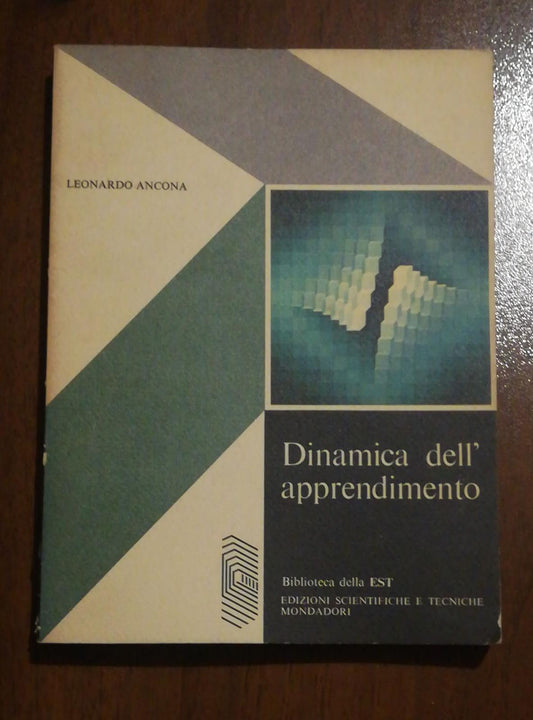 LEONARDO ANCONA
Dinamica dell'
apprendimento
Biblioteca della EST
EDIZIONI SCIENTIFICHE E TECNICHE
MONDADORI